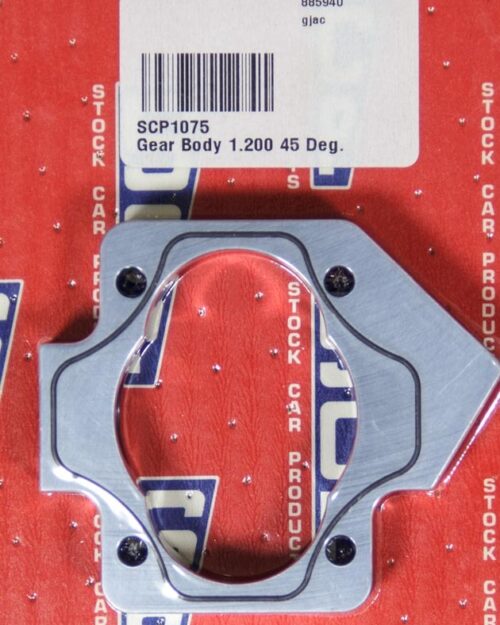 885940
gjac
SCP1075
Gear Body 1.200 45 Deg.
STOCK CAR PRODUCTS
STOCK CAR PRODUCTS
STOCK CAR PRODUC
STOCK CAR